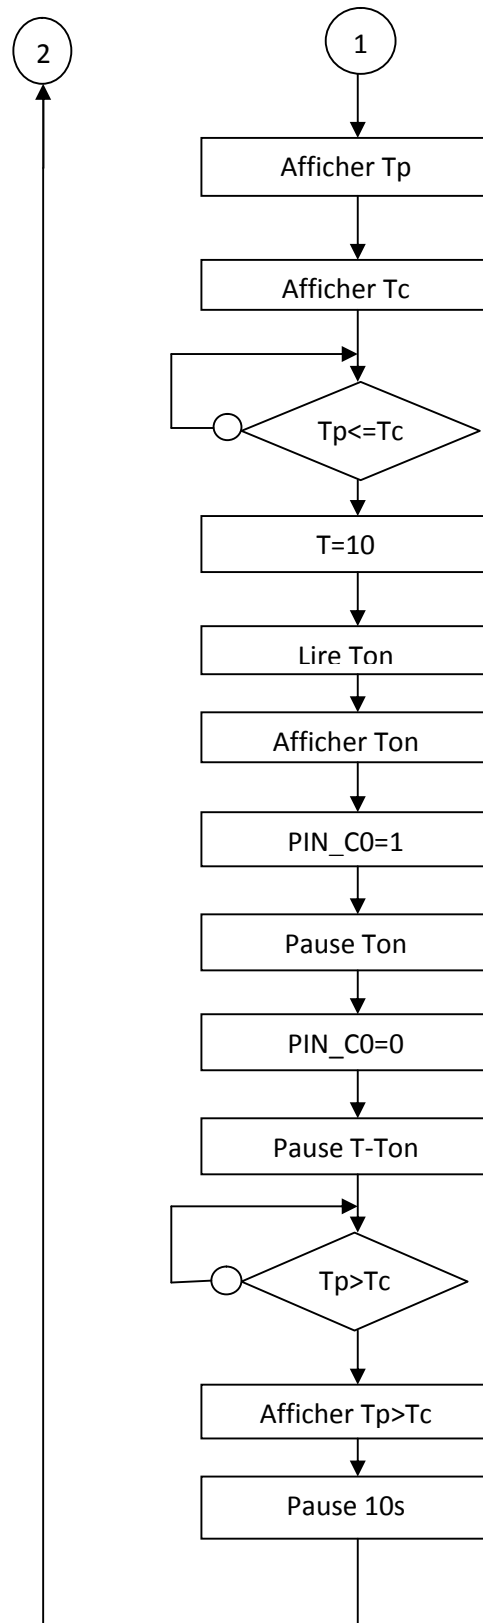 2
1
Afficher Tp
Afficher Tc
Tp<=Tc
T=10
Lire Ton
Afficher Ton
PIN_C0=1
Pause Ton
PIN_C0=0
Pause T-Ton
Tp>Tc
Afficher Tp>Tc
Pause 10s